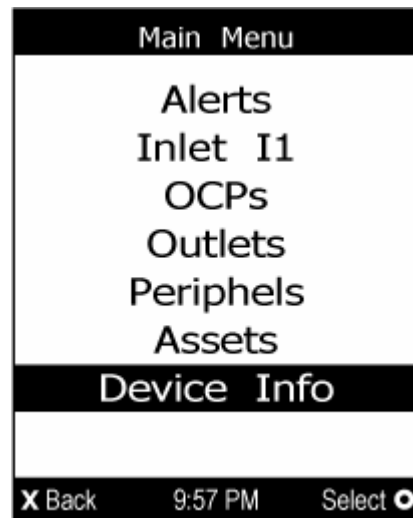 Main Menu
Alerts
Inlet I1
OCPs
Outlets
Periphels
Assets
Device Info
X Back 9:57 PM Select O